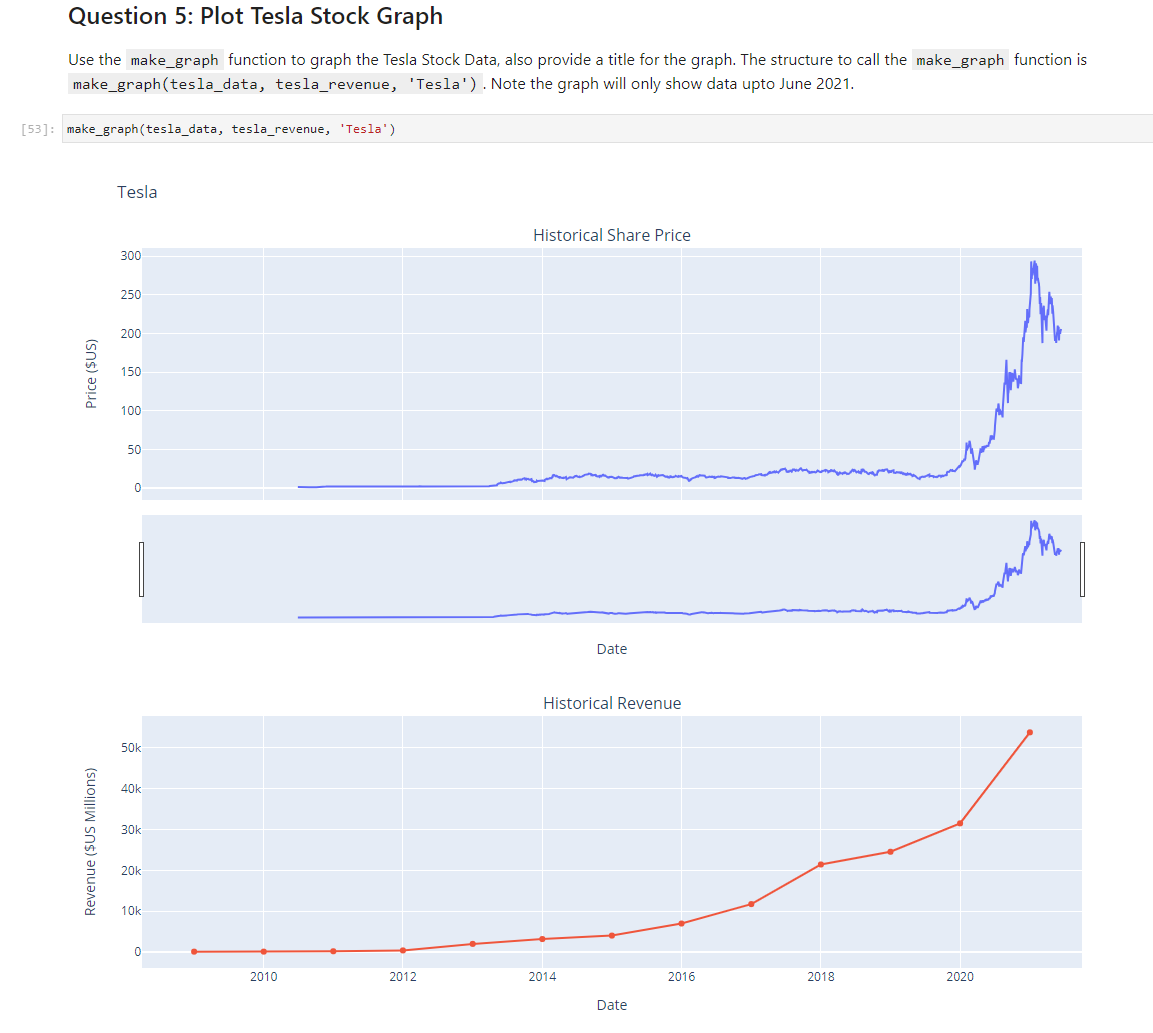 Question 5: Plot Tesla Stock Graph
Use the make_graph function to graph the Tesla Stock Data, also provide a title for the graph. The structure to call the make_graph function is
make_graph(tesla_data, tesla_revenue, 'Tesla') . Note the graph will only show data upto June 2021.
[53]: make_graph(tesla_data, tesla_revenue, 'Tesla')
Tesla
Historical Share Price
300
250
200
150
100
50
0
Price ($US)
Date
Historical Revenue
50k
40k
30k
20k
10k
0
Revenue ($US Millions)
2010 2012 2014 2016 2018 2020
Date